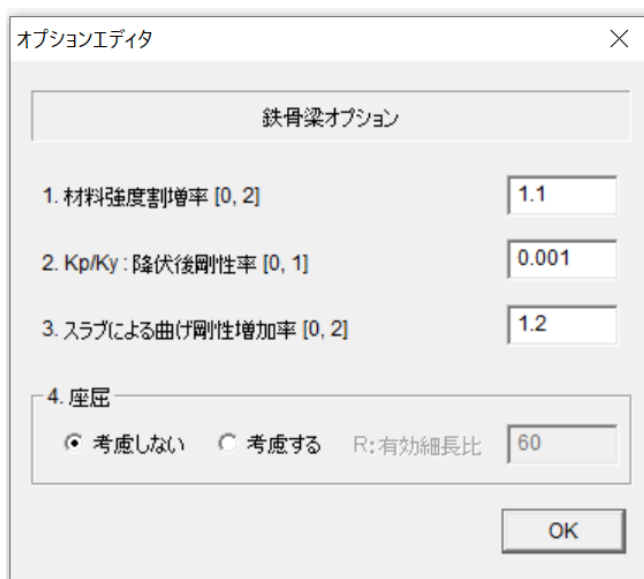 オプションエディタ
鉄骨梁オプション
1. 材料強度割増率 [0, 2] 1.1
2. Kp/Ky : 降伏後剛性率 [0, 1] 0.001
3. スラブによる曲げ剛性増加率 [0, 2] 1.2
4. 座屈
考慮しない 考慮する R: 有効細長比 60
OK